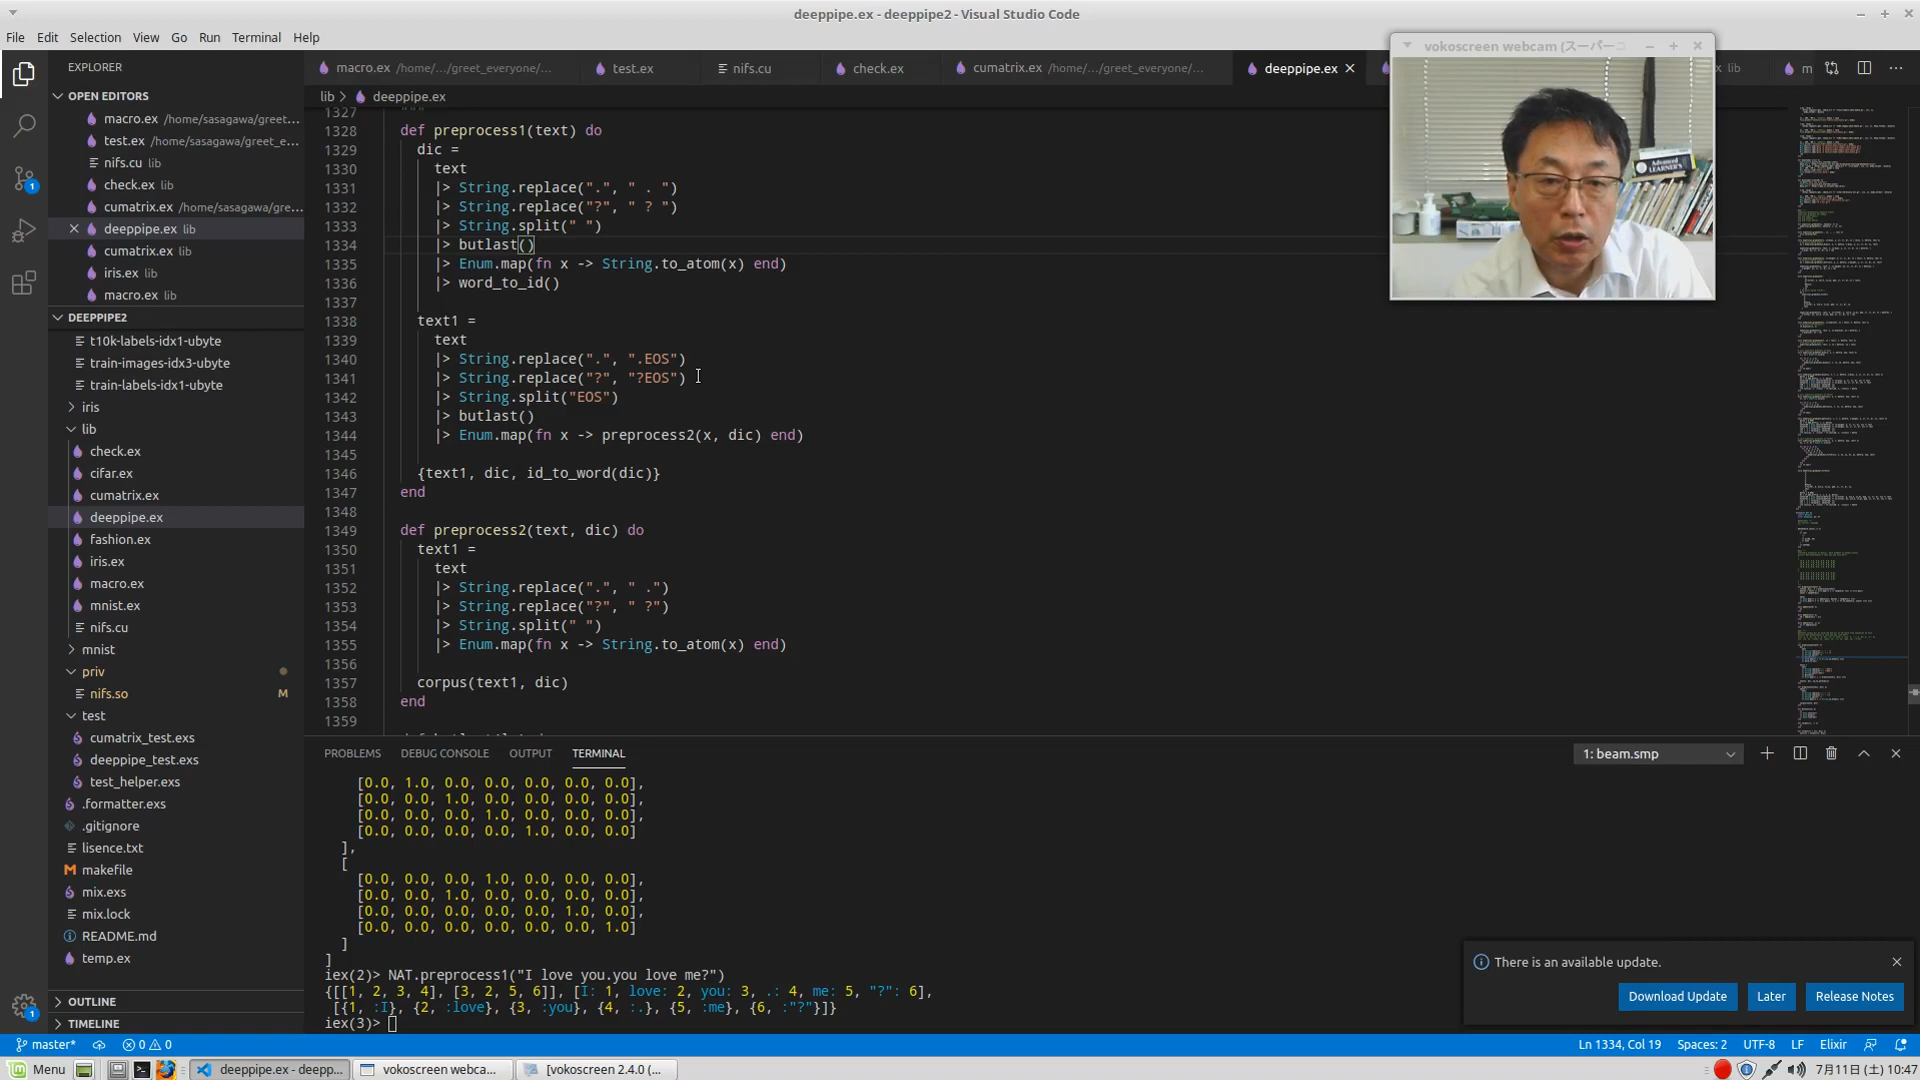 deeppipe.ex - deeppipe2 - Visual Studio Code
File Edit Selection View Go Run Terminal Help
vokoscreen webcam (スーパー
EXPLORER
macro.ex /home/.../greet_everyone/...
test.ex
nifs.cu
check.ex
cumatrix.ex /home/.../greet_everyone/...
deeppipe.ex
lib
m
OPEN EDITORS
macro.ex /home/sasagawa/greet...
test.ex /home/sasagawa/greet_e...
nifs.cu lib
check.ex lib
cumatrix.ex /home/sasagawa/gree...
deeppipe.ex lib
cumatrix.ex lib
iris.ex lib
macro.ex lib
DEEPPIPE2
t10k-labels-idx1-ubyte
train-images-idx3-ubyte
train-labels-idx1-ubyte
iris
lib
check.ex
cifar.ex
cumatrix.ex
deeppipe.ex
fashion.ex
iris.ex
macro.ex
mnist.ex
nifs.cu
mnist
priv
nifs.so M
test
cumatrix_test.exs
deeppipe_test.exs
test_helper.exs
.formatter.exs
.gitignore
lisence.txt
makefile
mix.exs
mix.lock
README.md
temp.ex
OUTLINE
TIMELINE
1
1
lib > deeppipe.ex
1327 """
1328 def preprocess1(text) do
1329 dic =
1330 text
1331 |> String.replace(".", " . ")
1332 |> String.replace("?", " ? ")
1333 |> String.split(" ")
1334 |> butlast()
1335 |> Enum.map(fn x -> String.to_atom(x) end)
1336 |> word_to_id()
1337
1338 text1 =
1339 text
1340 |> String.replace(".", ".EOS")
1341 |> String.replace("?", "?EOS")
1342 |> String.split("EOS")
1343 |> butlast()
1344 |> Enum.map(fn x -> preprocess2(x, dic) end)
1345
1346 {text1, dic, id_to_word(dic)}
1347 end
1348
1349 def preprocess2(text, dic) do
1350 text1 =
1351 text
1352 |> String.replace(".", " .")
1353 |> String.replace("?", " ?")
1354 |> String.split(" ")
1355 |> Enum.map(fn x -> String.to_atom(x) end)
1356
1357 corpus(text1, dic)
1358 end
1359
Advanced
LEARNER'S
PROBLEMS DEBUG CONSOLE OUTPUT TERMINAL
1: beam.smp
[0.0, 1.0, 0.0, 0.0, 0.0, 0.0, 0.0],
[0.0, 0.0, 1.0, 0.0, 0.0, 0.0, 0.0],
[0.0, 0.0, 0.0, 1.0, 0.0, 0.0, 0.0],
[0.0, 0.0, 0.0, 0.0, 1.0, 0.0, 0.0]
],
[
[0.0, 0.0, 0.0, 1.0, 0.0, 0.0, 0.0],
[0.0, 0.0, 1.0, 0.0, 0.0, 0.0, 0.0],
[0.0, 0.0, 0.0, 0.0, 0.0, 1.0, 0.0],
[0.0, 0.0, 0.0, 0.0, 0.0, 0.0, 1.0]
]
]
iex(2)> NAT.preprocess1("I love you.you love me?")
{[[1, 2, 3, 4], [3, 2, 5, 6]], [I: 1, love: 2, you: 3, .: 4, me: 5, "?": 6],
[{1, :I}, {2, :love}, {3, :you}, {4, :.}, {5, :me}, {6, :"?"}]}
iex(3)>
There is an available update.
Download Update Later Release Notes
master* 0 0
Ln 1334, Col 19 Spaces: 2 UTF-8 LF Elixir
Menu
deeppipe.ex - deepp...
vokoscreen webca...
[vokoscreen 2.4.0 (...
7月11日 (土) 10:47